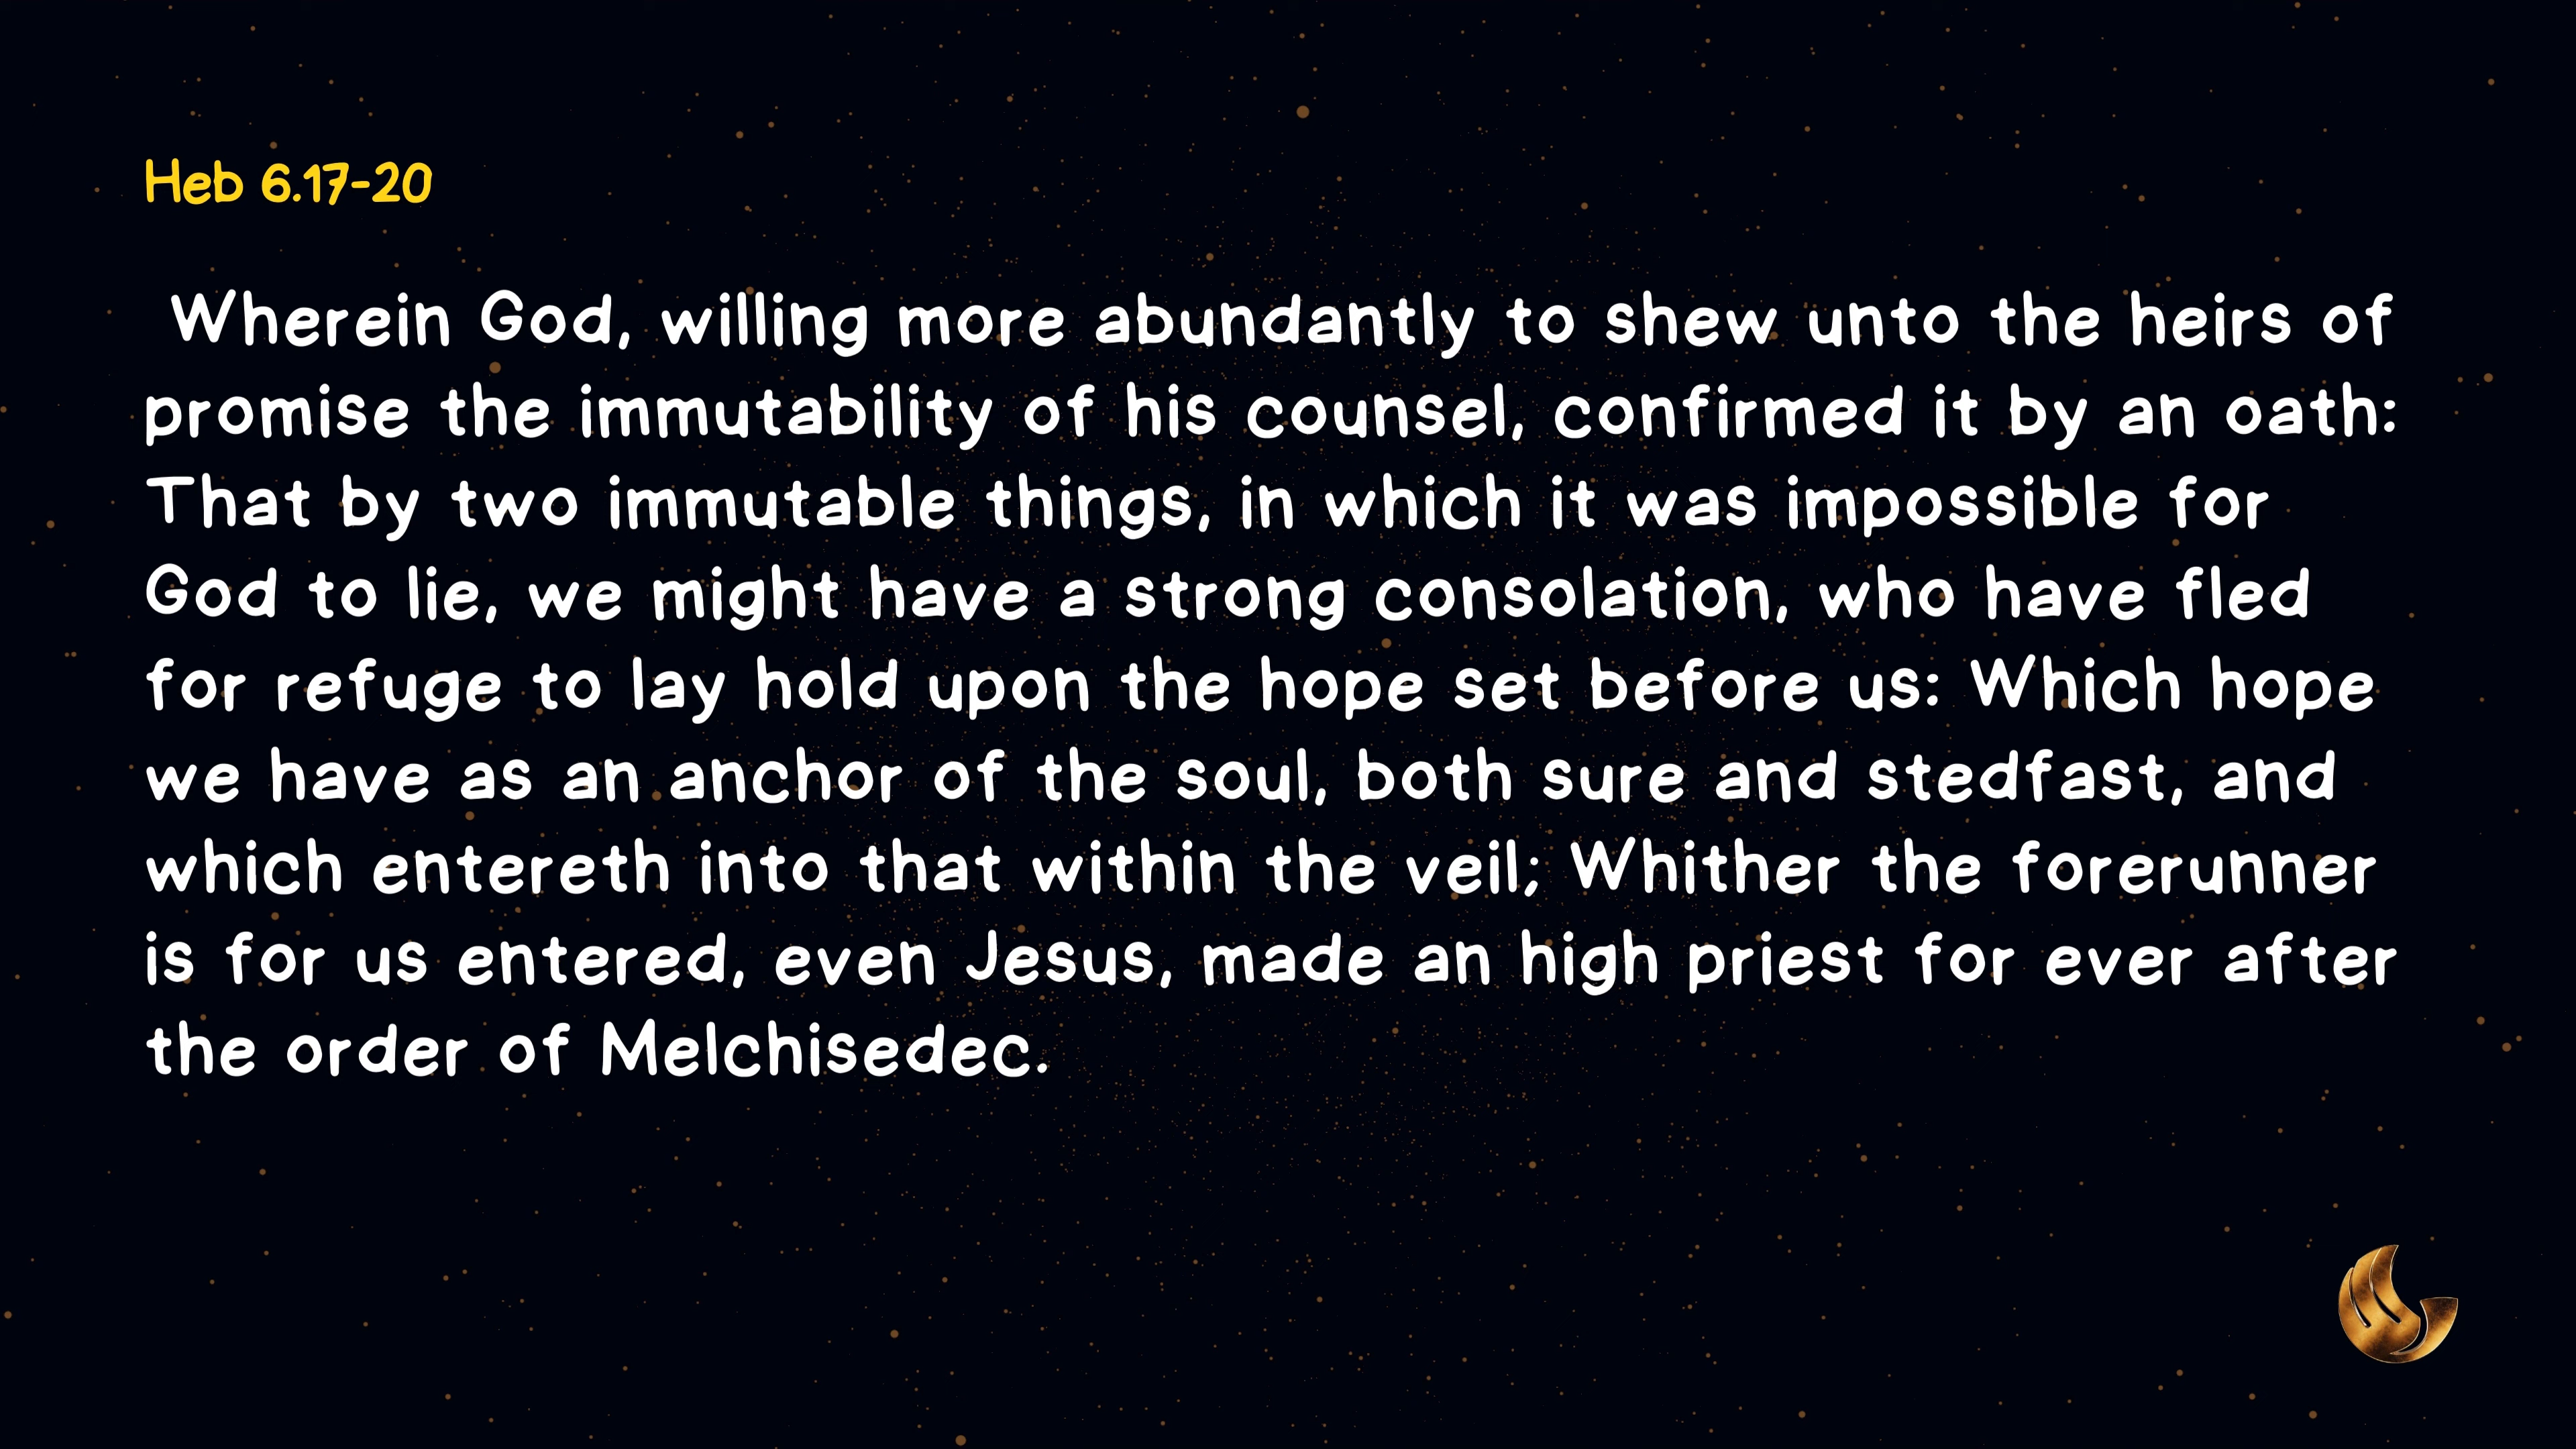 Heb 6.17-20
Wherein God, willing more abundantly to shew unto the heirs of
promise the immutability of his counsel, confirmed it by an oath:
That by two immutable things, in which it was impossible for
God to lie, we might have a strong consolation, who have fled
for refuge to lay hold upon the hope set before us: Which hope
we have as an anchor of the soul, both sure and stedfast, and
which entereth into that within the veil; Whither the forerunner
is for us entered, even Jesus, made an high priest for ever after
the order of Melchisedec.